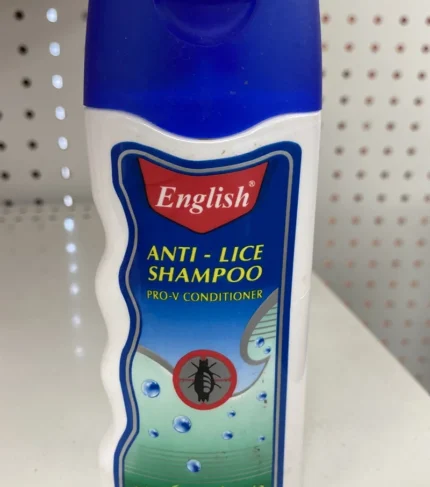 English®
ANTI - LICE
SHAMPOO
PRO-V CONDITIONER